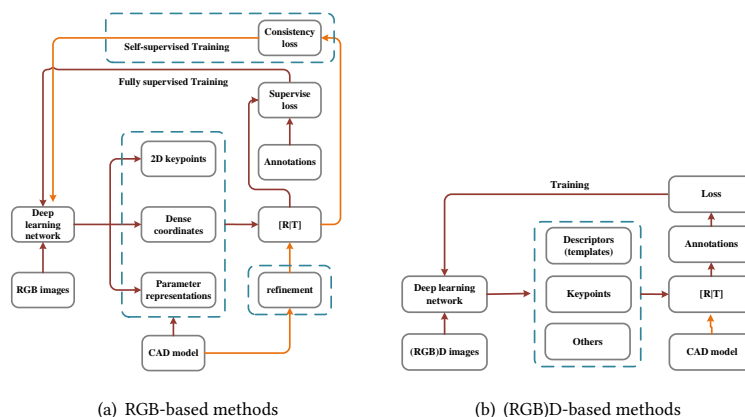 Consistency
loss
Self-supervised Training
Fully supervised Training
Supervise
loss
Annotations
2D keypoints
Deep
learning
network
Dense
coordinates
[R|T]
RGB images
Parameter
representations
refinement
CAD model
(a) RGB-based methods
Training
Loss
Descriptors
(templates)
Annotations
Deep learning
network
Keypoints
[R|T]
(RGB)D images
Others
CAD model
(b) (RGB)D-based methods